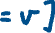 = v]